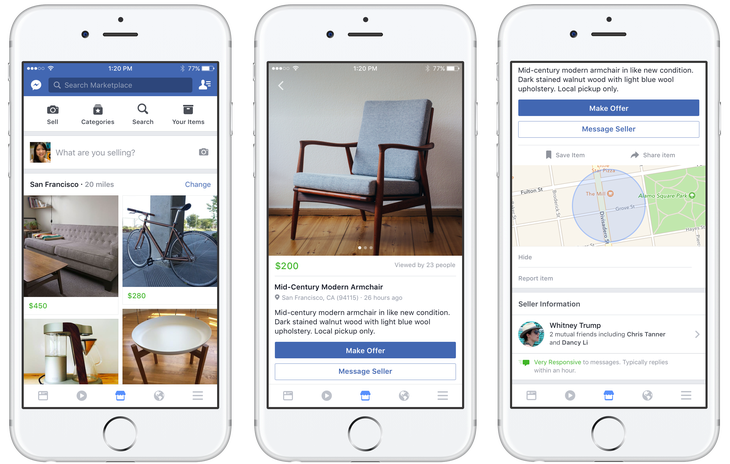 1:20 PM
77%
Search Marketplace
Sell
Categories
Search
Your Items
What are you selling?
San Francisco · 20 miles
Change
$450
$280
1:20 PM
77%
$200
Viewed by 23 people
Mid-Century Modern Armchair
San Francisco, CA (94115) · 26 hours ago
Mid-century modern armchair in like new condition.
Dark stained walnut wood with light blue wool
upholstery. Local pickup only.
Make Offer
Message Seller
Mid-century modern armchair in like new condition.
Dark stained walnut wood with light blue wool
upholstery. Local pickup only.
Make Offer
Message Seller
Save Item
Share item
Fulton St
Broderick St
The Mill
Divisadero St
Grove St
Alamo Square Park
Hayes St
Hide
Report item
Seller Information
Whitney Trump
2 mutual friends including Chris Tanner
and Dancy Li
Very Responsive to messages. Typically replies
within an hour.